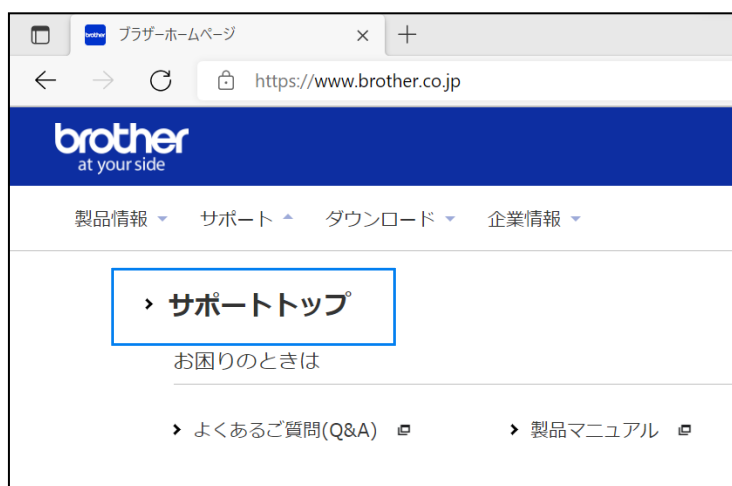 brother ブラザーホームページ
https://www.brother.co.jp
brother
at your side
製品情報 サポート ダウンロード 企業情報
サポートトップ
お困りのときは
よくあるご質問(Q&A) 製品マニュアル